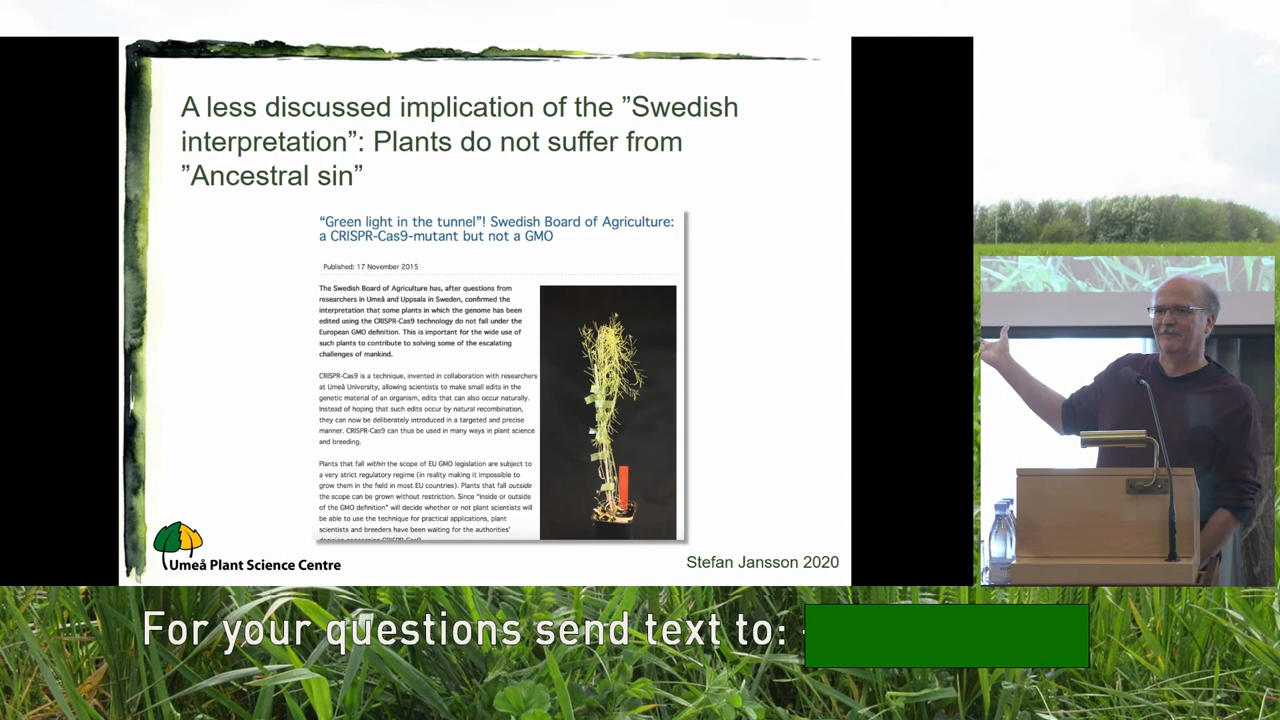 A less discussed implication of the ”Swedish
interpretation”: Plants do not suffer from
”Ancestral sin”
“Green light in the tunnel”! Swedish Board of Agriculture:
a CRISPR-Cas9-mutant but not a GMO
Published: 17 November 2015
The Swedish Board of Agriculture has, after questions from
researchers in Umeå and Uppsala in Sweden, confirmed the
interpretation that some plants in which the genome has been
edited using the CRISPR-Cas9 technology do not fall under the
European GMO definition. This is important for the wide use of
such plants to contribute to solving some of the escalating
challenges of mankind.
CRISPR-Cas9 is a technique, invented in collaboration with researchers
at Umeå University, allowing scientists to make small edits in the
genetic material of an organism, edits that can also occur naturally.
Instead of hoping that such edits occur by natural recombination,
they can now be deliberately introduced in a targeted and precise
manner. CRISPR-Cas9 can thus be used in many ways in plant science
and breeding.
Plants that fall within the scope of EU GMO legislation are subject to
a very strict regulatory regime (in reality making it impossible to
grow them in the field in most EU countries). Plants that fall outside
the scope can be grown without restriction. Since “inside or outside
of the GMO definition” will decide whether or not plant scientists will
be able to use the technique for practical applications, plant
scientists and breeders have been waiting for the authorities’
decision concerning CRISPR-Cas9.
Umeå Plant Science Centre
Stefan Jansson 2020
For your questions send text to: